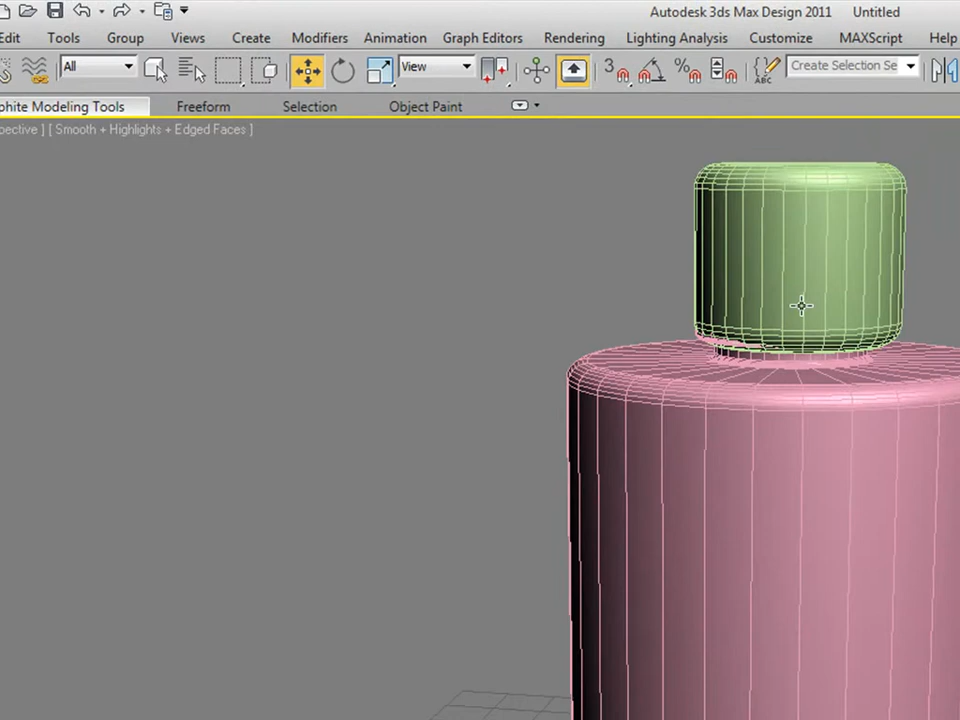 Autodesk 3ds Max Design 2011 Untitled
Edit Tools Group Views Create Modifiers Animation Graph Editors Rendering Lighting Analysis Customize MAXScript Help
All View 3 % ABC Create Selection Se
phite Modeling Tools Freeform Selection Object Paint
pective ] [ Smooth + Highlights + Edged Faces ]